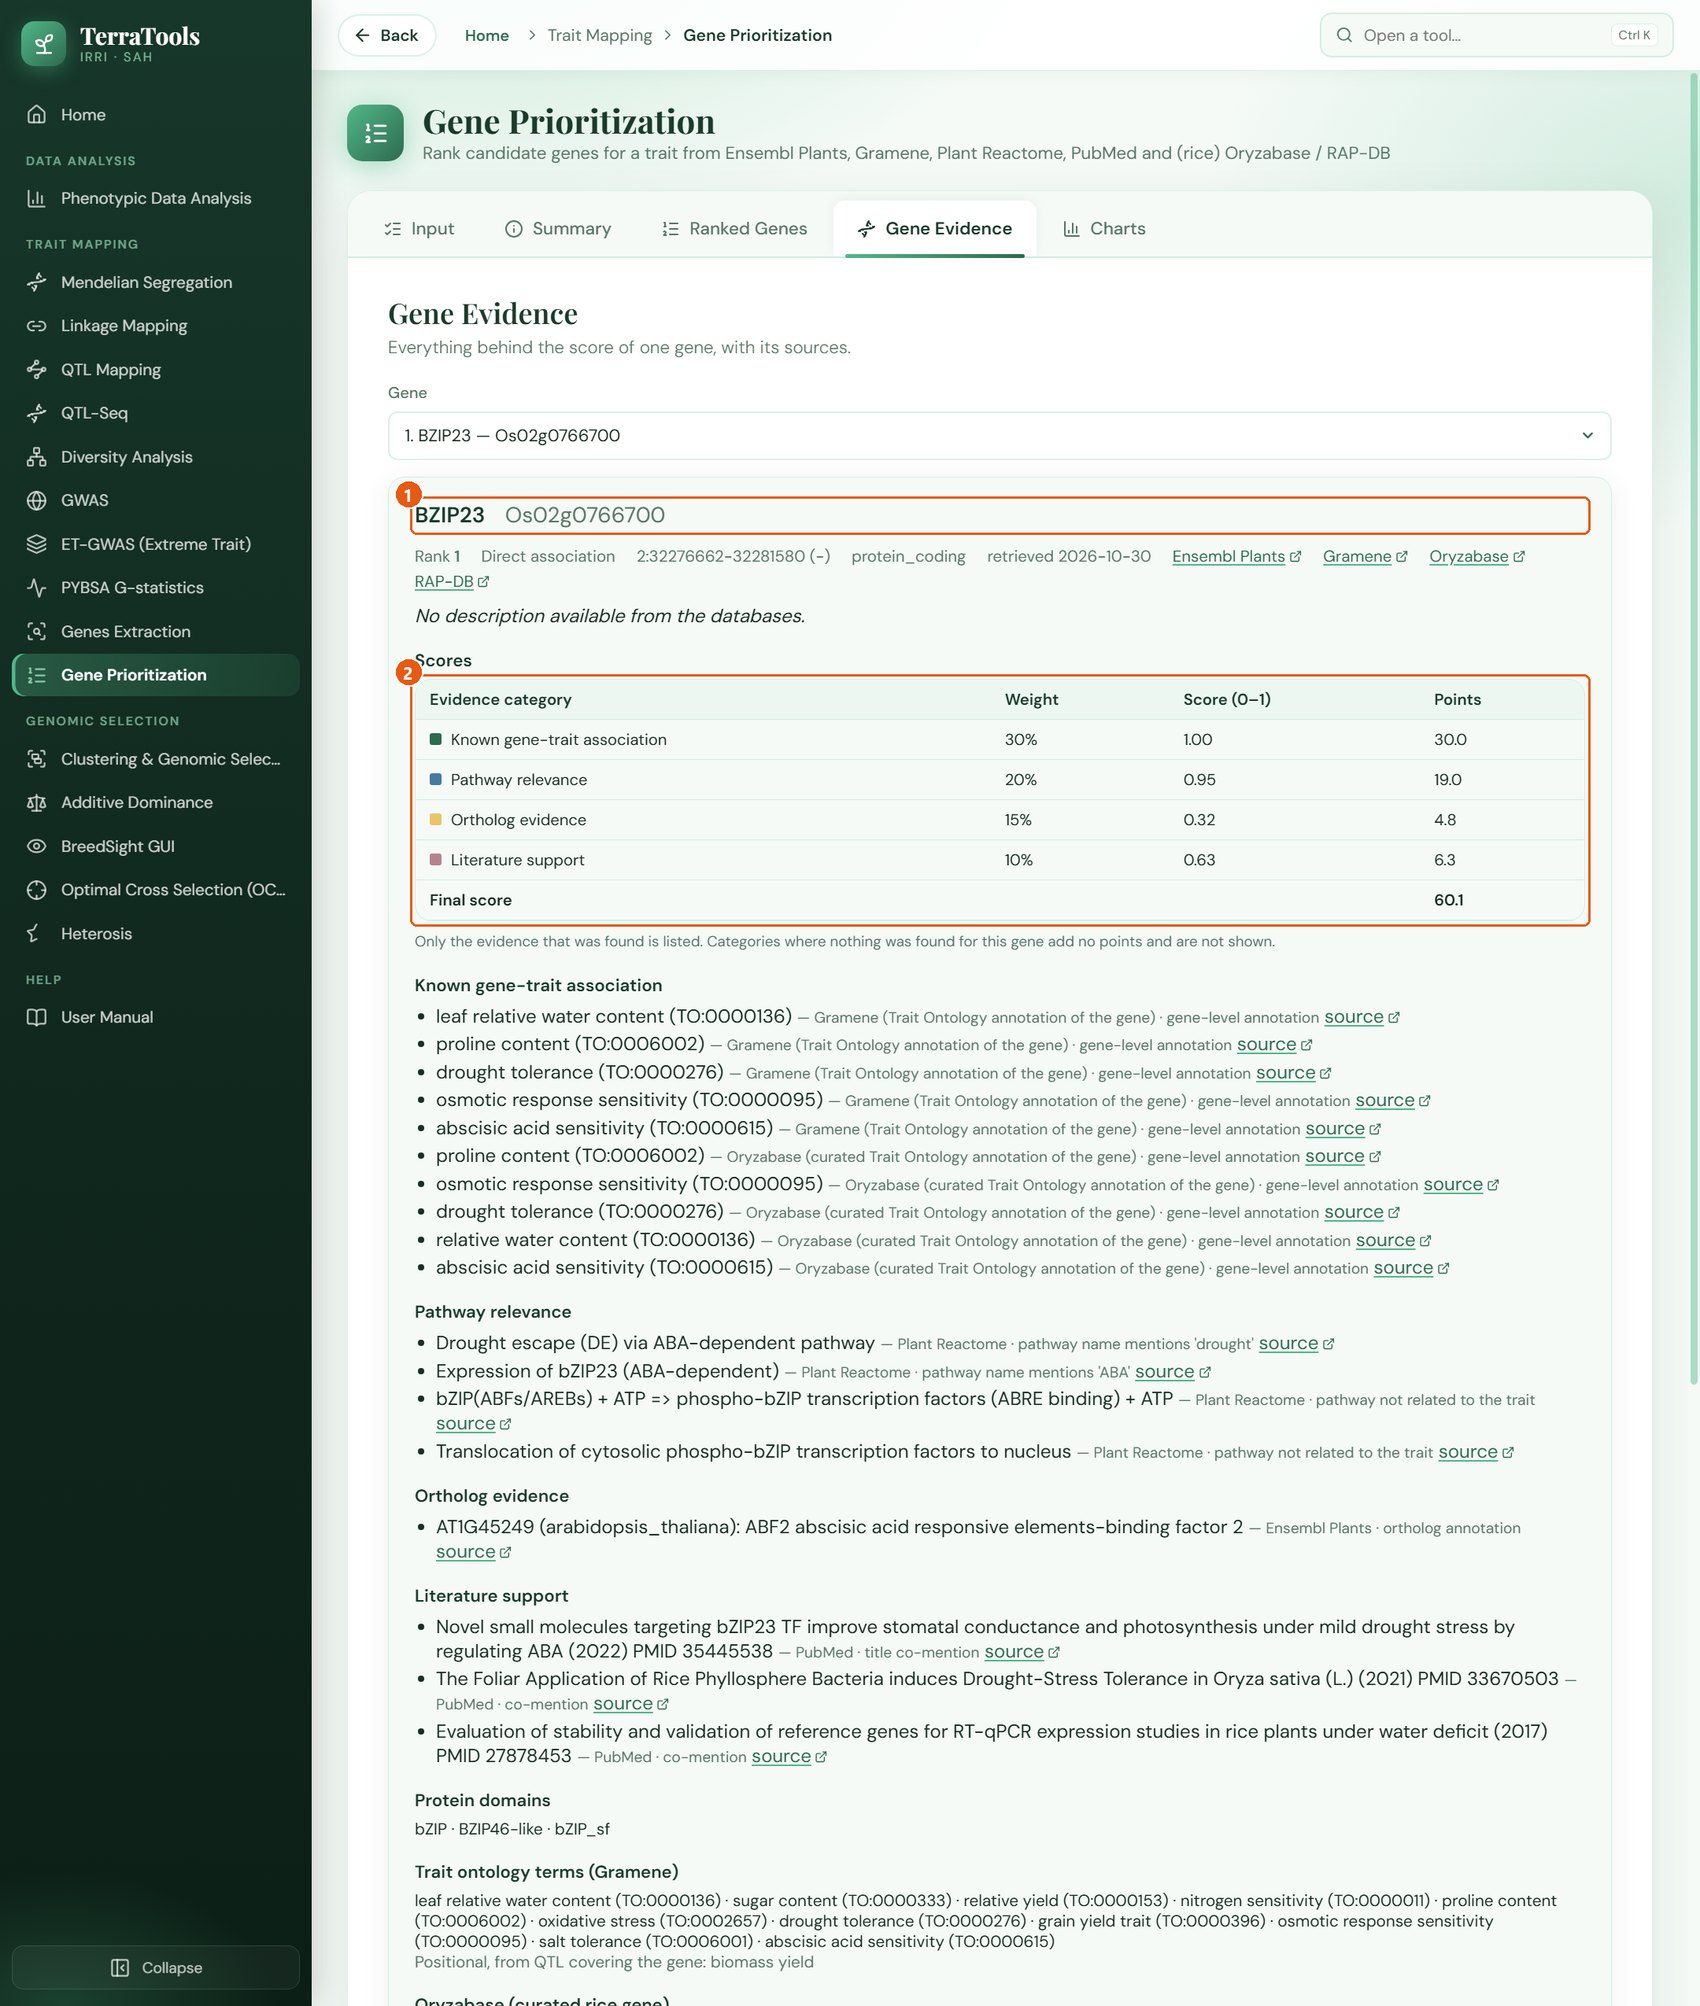 TerraTools
IRRI · SAH
Home
DATA ANALYSIS
Phenotypic Data Analysis
TRAIT MAPPING
Mendelian Segregation
Linkage Mapping
QTL Mapping
QTL-Seq
Diversity Analysis
GWAS
ET-GWAS (Extreme Trait)
PYBSA G-statistics
Genes Extraction
Gene Prioritization
GENOMIC SELECTION
Clustering & Genomic Selec...
Additive Dominance
BreedSight GUI
Optimal Cross Selection (OC...
Heterosis
HELP
User Manual
Collapse
Back Home > Trait Mapping > Gene Prioritization
Open a tool... Ctrl K
Gene Prioritization
Rank candidate genes for a trait from Ensembl Plants, Gramene, Plant Reactome, PubMed and (rice) Oryzabase / RAP-DB
Input Summary Ranked Genes Gene Evidence Charts
Gene Evidence
Everything behind the score of one gene, with its sources.
Gene
1. BZIP23 — Os02g0766700
1
BZIP23 Os02g0766700
Rank 1 Direct association 2:32276662-32281580 (-) protein_coding retrieved 2026-10-30 Ensembl Plants Gramene Oryzabase
RAP-DB
No description available from the databases.
Scores
2
Evidence category Weight Score (0–1) Points
Known gene-trait association 30% 1.00 30.0
Pathway relevance 20% 0.95 19.0
Ortholog evidence 15% 0.32 4.8
Literature support 10% 0.63 6.3
Final score 60.1
Only the evidence that was found is listed. Categories where nothing was found for this gene add no points and are not shown.
Known gene-trait association
• leaf relative water content (TO:0000136) — Gramene (Trait Ontology annotation of the gene) · gene-level annotation source
• proline content (TO:0006002) — Gramene (Trait Ontology annotation of the gene) · gene-level annotation source
• drought tolerance (TO:0000276) — Gramene (Trait Ontology annotation of the gene) · gene-level annotation source
• osmotic response sensitivity (TO:0000095) — Gramene (Trait Ontology annotation of the gene) · gene-level annotation source
• abscisic acid sensitivity (TO:0000615) — Gramene (Trait Ontology annotation of the gene) · gene-level annotation source
• proline content (TO:0006002) — Oryzabase (curated Trait Ontology annotation of the gene) · gene-level annotation source
• osmotic response sensitivity (TO:0000095) — Oryzabase (curated Trait Ontology annotation of the gene) · gene-level annotation source
• drought tolerance (TO:0000276) — Oryzabase (curated Trait Ontology annotation of the gene) · gene-level annotation source
• relative water content (TO:0000136) — Oryzabase (curated Trait Ontology annotation of the gene) · gene-level annotation source
• abscisic acid sensitivity (TO:0000615) — Oryzabase (curated Trait Ontology annotation of the gene) · gene-level annotation source
Pathway relevance
• Drought escape (DE) via ABA-dependent pathway — Plant Reactome · pathway name mentions 'drought' source
• Expression of bZIP23 (ABA-dependent) — Plant Reactome · pathway name mentions 'ABA' source
• bZIP(ABFs/AREBs) + ATP => phospho-bZIP transcription factors (ABRE binding) + ATP — Plant Reactome · pathway not related to the trait
source
• Translocation of cytosolic phospho-bZIP transcription factors to nucleus — Plant Reactome · pathway not related to the trait source
Ortholog evidence
• AT1G45249 (arabidopsis_thaliana): ABF2 abscisic acid responsive elements-binding factor 2 — Ensembl Plants · ortholog annotation
source
Literature support
• Novel small molecules targeting bZIP23 TF improve stomatal conductance and photosynthesis under mild drought stress by
regulating ABA (2022) PMID 35445538 — PubMed · title co-mention source
• The Foliar Application of Rice Phyllosphere Bacteria induces Drought-Stress Tolerance in Oryza sativa (L.) (2021) PMID 33670503 —
PubMed · co-mention source
• Evaluation of stability and validation of reference genes for RT-qPCR expression studies in rice plants under water deficit (2017)
PMID 27878453 — PubMed · co-mention source
Protein domains
bZIP · BZIP46-like · bZIP_sf
Trait ontology terms (Gramene)
leaf relative water content (TO:0000136) · sugar content (TO:0000333) · relative yield (TO:0000153) · nitrogen sensitivity (TO:0000011) · proline content
(TO:0006002) · oxidative stress (TO:0002657) · drought tolerance (TO:0000276) · grain yield trait (TO:0000396) · osmotic response sensitivity
(TO:0000095) · salt tolerance (TO:0006001) · abscisic acid sensitivity (TO:0000615)
Positional, from QTL covering the gene: biomass yield
Oryzabase (curated rice gene)